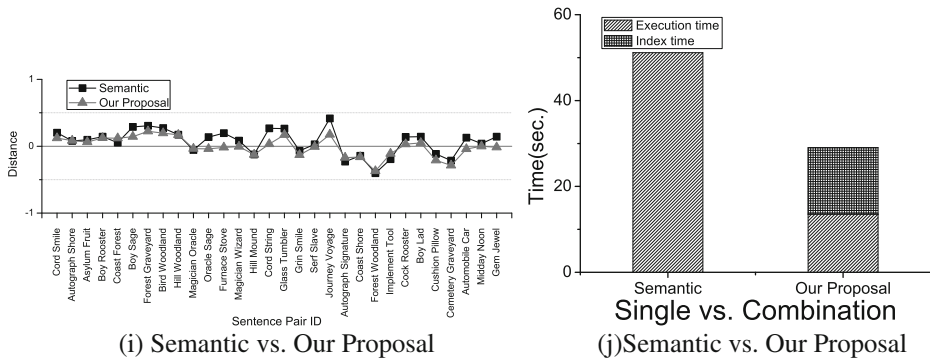 Semantic
Our Proposal
1
0
-1
Distance
Cord Smile
Autograph Shore
Asylum Fruit
Boy Rooster
Coast Forest
Boy Sage
Forest Graveyard
Bird Woodland
Hill Woodland
Magician Oracle
Oracle Sage
Furnace Stove
Magician Wizard
Hill Mound
Cord String
Glass Tumbler
Grin Smile
Serf Slave
Journey Voyage
Autograph Signature
Coast Shore
Forest Woodland
Implement Tool
Cock Rooster
Boy Lad
Cushion Pillow
Cemetery Graveyard
Automobile Car
Midday Noon
Gem Jewel
Sentence Pair ID
(i) Semantic vs. Our Proposal
Execution time
Index time
60
40
20
0
Time(sec.)
Semantic
Our Proposal
Single vs. Combination
(j)Semantic vs. Our Proposal